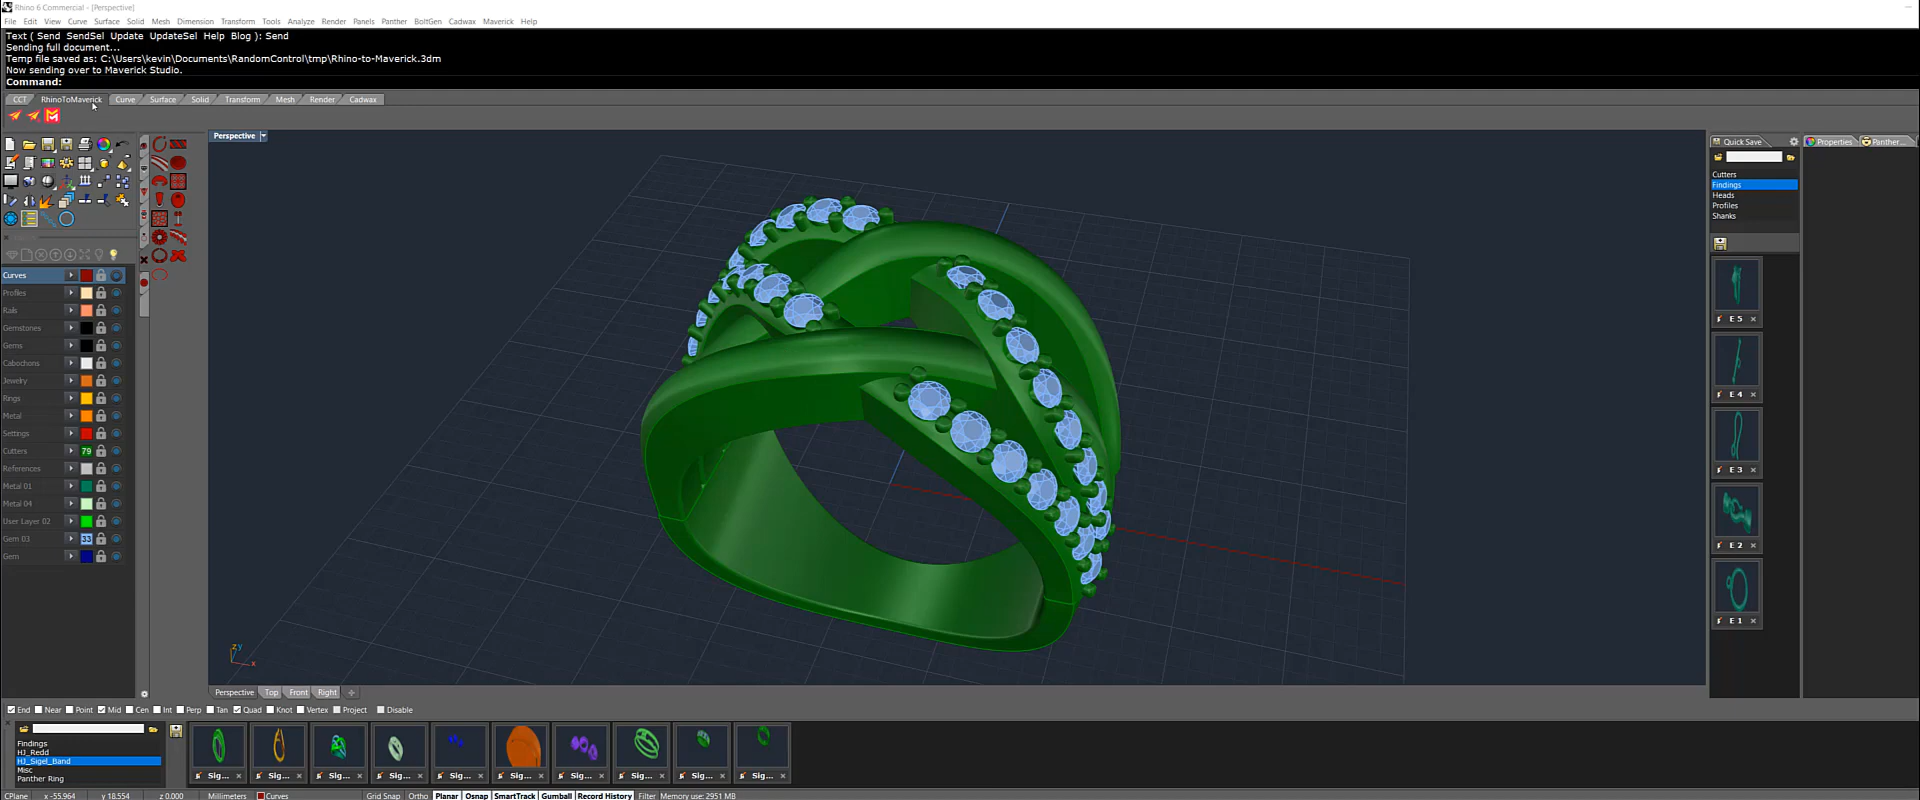 Rhino 6 Commercial - [Perspective]
File Edit View Curve Surface Solid Mesh Dimension Transform Tools Analyze Render Panels Panther BoltGen Cadwax Maverick Help
Text ( Send SendSel Update UpdateSel Help Blog ): Send
Sending full document...
Temp file saved as: C:\Users\kevin\Documents\RandomControl\tmp\Rhino-to-Maverick.3dm
Now sending over to Maverick Studio.
Command:
CCT RhinoToMaverick Curve Surface Solid Transform Mesh Render Cadwax
Perspective
Quick Save
Properties Panther...
Cutters
Findings
Heads
Profiles
Shanks
Curves
Profiles
Rails
Gemstones
Gems
Cabochons
Jewelry
Rings
Metal
Settings
Cutters 79
References
Metal 01
Metal 04
User Layer 02
Gem 03 33
Gem
E 5
E 4
E 3
E 2
E 1
z y
x
Perspective Top Front Right
End Near Point Mid Cen Int Perp Tan Quad Knot Vertex Project Disable
Findings
HJ_Redd
HJ_Sigel_Band
Misc
Panther Ring
Sig... Sig... Sig... Sig... Sig... Sig... Sig... Sig... Sig... Sig...
CPlane x -55.964 y 18.554 z 0.000 Millimeters Curves Grid Snap Ortho Planar Osnap SmartTrack Gumball Record History Filter Memory use: 2951 MB